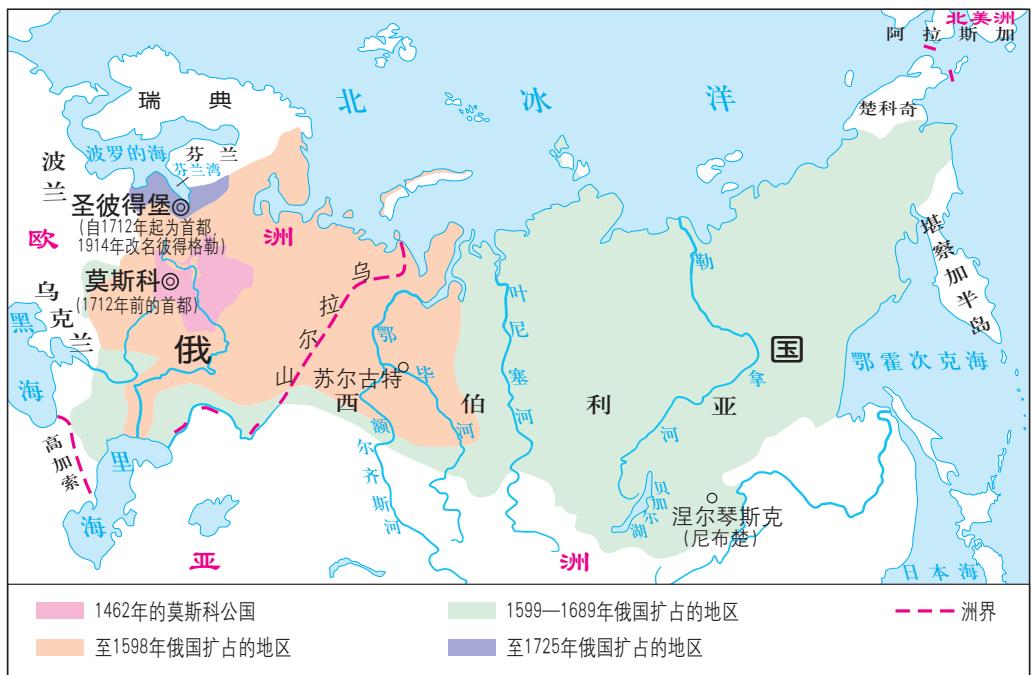 北美洲
阿拉斯加
瑞典
北冰洋
楚科奇
波罗的海
芬兰
芬兰湾
波兰
圣彼得堡
(自1712年起为首都,
1914年改名彼得格勒)
欧洲
堪察加半岛
莫斯科
(1712年前的首都)
乌克兰
黑海
乌拉尔山
勒拿河
叶尼塞河
鄂毕河
俄国
鄂霍次克海
苏尔古特
西伯利亚
额尔齐斯河
高加索
里海
贝加尔湖
涅尔琴斯克
(尼布楚)
亚洲
日本海
1462年的莫斯科公国
1599—1689年俄国扩占的地区
洲界
至1598年俄国扩占的地区
至1725年俄国扩占的地区